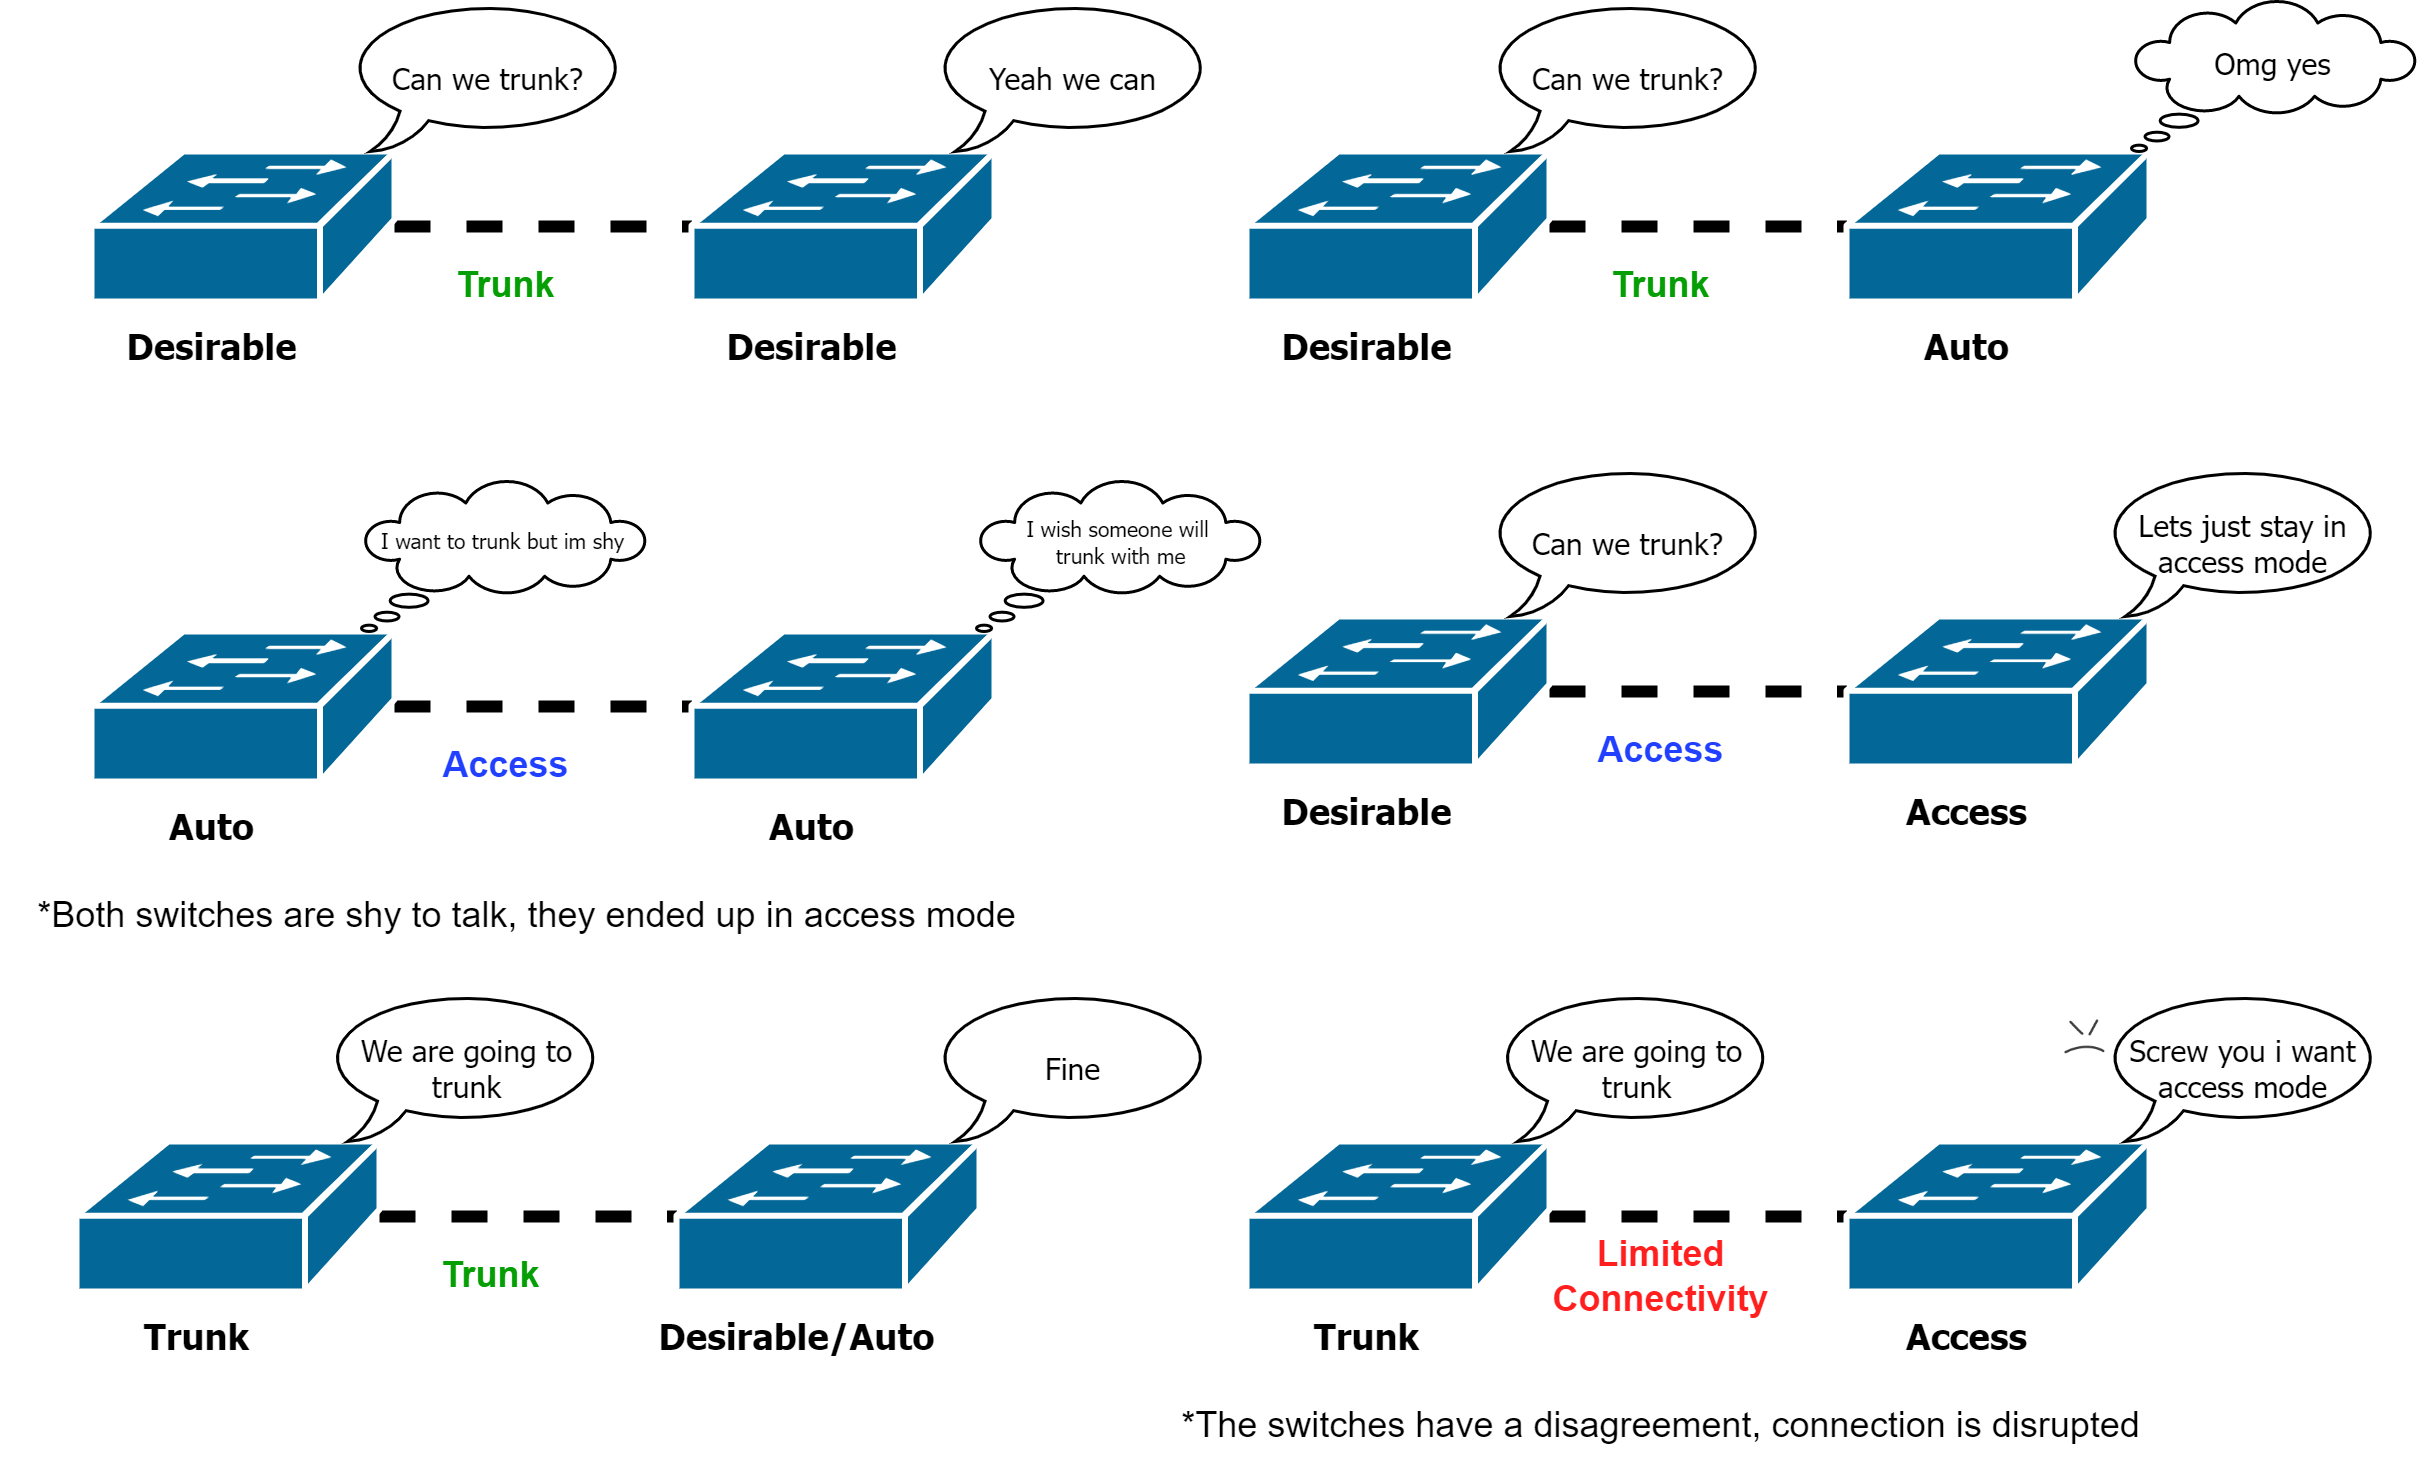 Can we trunk?
Yeah we can
Trunk
Desirable
Desirable
Can we trunk?
Omg yes
Trunk
Desirable
Auto
I want to trunk but im shy
I wish someone will
trunk with me
Access
Auto
Auto
*Both switches are shy to talk, they ended up in access mode
Can we trunk?
Lets just stay in
access mode
Access
Desirable
Access
We are going to
trunk
Fine
Trunk
Trunk
Desirable/Auto
We are going to
trunk
Screw you i want
access mode
Limited
Connectivity
Trunk
Access
*The switches have a disagreement, connection is disrupted